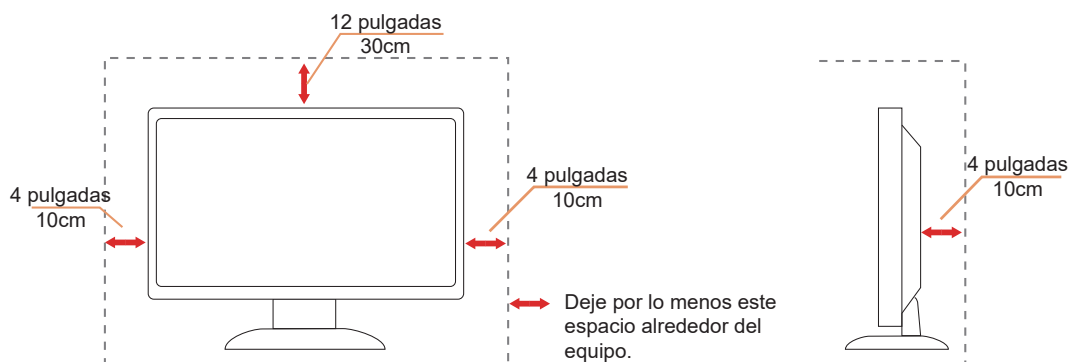 12 pulgadas
30cm
4 pulgadas
10cm
4 pulgadas
10cm
4 pulgadas
10cm
Deje por lo menos este
espacio alrededor del
equipo.